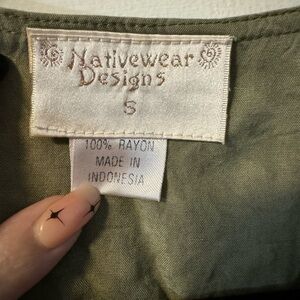 Nativewear
Designs
S
100% RAYON
MADE IN
INDONESIA